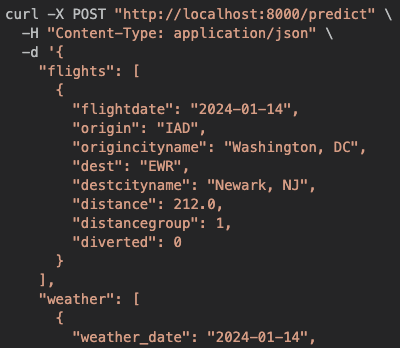 curl -X POST "http://localhost:8000/predict" \
  -H "Content-Type: application/json" \
  -d '{
    "flights": [
      {
        "flightdate": "2024-01-14",
        "origin": "IAD",
        "origincityname": "Washington, DC",
        "dest": "EWR",
        "destcityname": "Newark, NJ",
        "distance": 212.0,
        "distancegroup": 1,
        "diverted": 0
      }
    ],
    "weather": [
      {
        "weather_date": "2024-01-14",